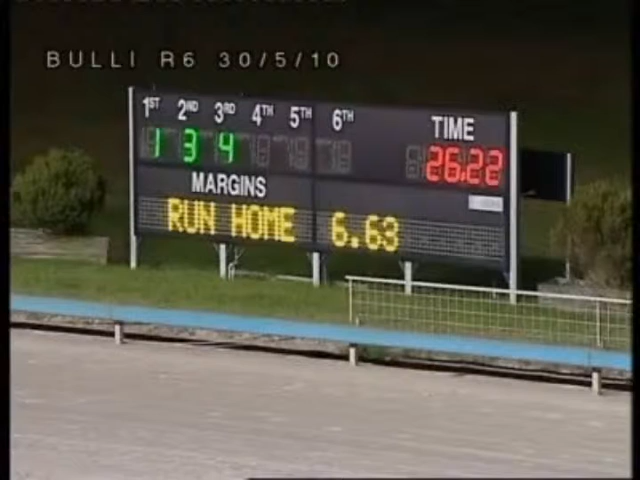 BULLI R6 30/5/10
1ST 2ND 3RD 4TH 5TH 6TH TIME
1 3 4 26.22
MARGINS
RUN HOME 6.63